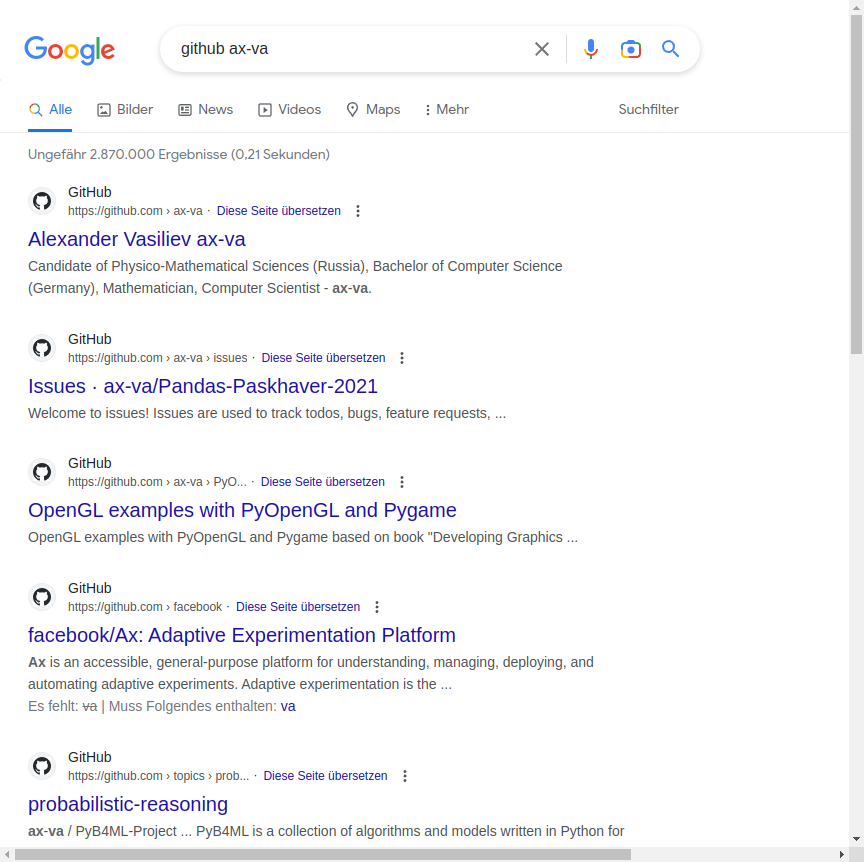 Google
github ax-va
Alle Bilder News Videos Maps Mehr Suchfilter
Ungefähr 2.870.000 Ergebnisse (0,21 Sekunden)
GitHub
https://github.com › ax-va · Diese Seite übersetzen
Alexander Vasiliev ax-va
Candidate of Physico-Mathematical Sciences (Russia), Bachelor of Computer Science
(Germany), Mathematician, Computer Scientist - ax-va.
GitHub
https://github.com › ax-va › issues · Diese Seite übersetzen
Issues · ax-va/Pandas-Paskhaver-2021
Welcome to issues! Issues are used to track todos, bugs, feature requests, ...
GitHub
https://github.com › ax-va › PyO... · Diese Seite übersetzen
OpenGL examples with PyOpenGL and Pygame
OpenGL examples with PyOpenGL and Pygame based on book "Developing Graphics ...
GitHub
https://github.com › facebook · Diese Seite übersetzen
facebook/Ax: Adaptive Experimentation Platform
Ax is an accessible, general-purpose platform for understanding, managing, deploying, and
automating adaptive experiments. Adaptive experimentation is the ...
Es fehlt: va | Muss Folgendes enthalten: va
GitHub
https://github.com › topics › prob... · Diese Seite übersetzen
probabilistic-reasoning
ax-va / PyB4ML-Project ... PyB4ML is a collection of algorithms and models written in Python for